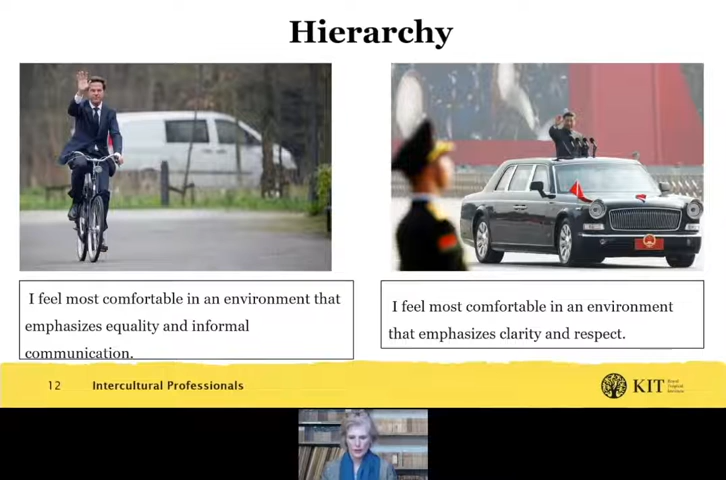 Hierarchy
I feel most comfortable in an environment that
emphasizes equality and informal
communication.
I feel most comfortable in an environment
that emphasizes clarity and respect.
12 Intercultural Professionals
KIT Royal
Tropical
Institute